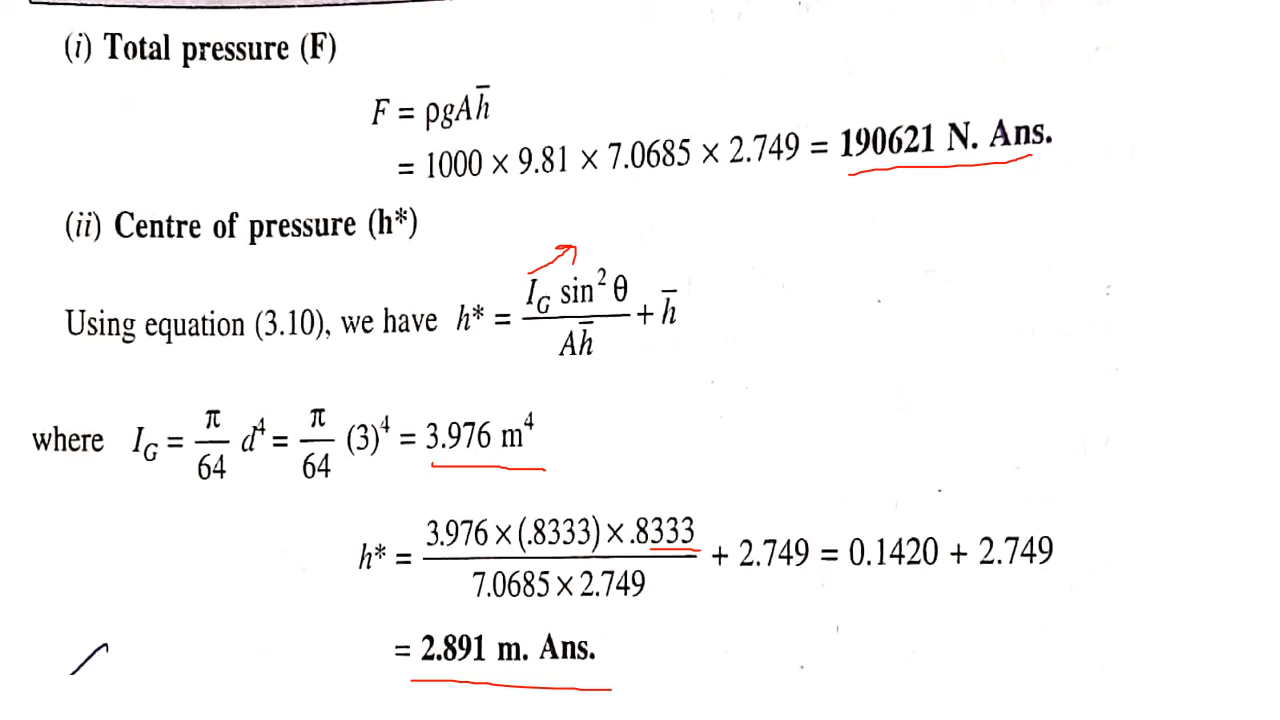 (i) Total pressure (F)
F = ρgAh̄
= 1000 × 9.81 × 7.0685 × 2.749 = 190621 N. Ans.
(ii) Centre of pressure (h*)
Using equation (3.10), we have h* = I_G sin² θ / Ah̄ + h̄
where I_G = π/64 d⁴ = π/64 (3)⁴ = 3.976 m⁴
h* = 3.976 × (.8333) × .8333 / 7.0685 × 2.749 + 2.749 = 0.1420 + 2.749
= 2.891 m. Ans.